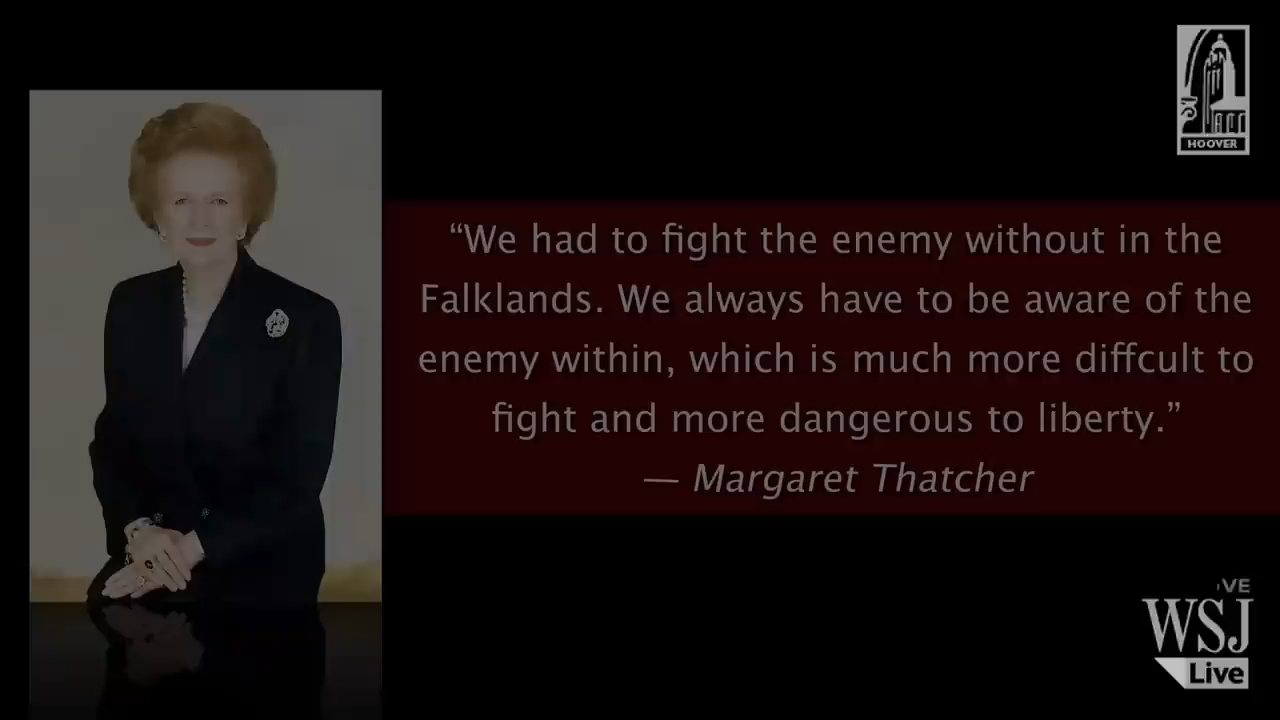 HOOVER
“We had to fight the enemy without in the
Falklands. We always have to be aware of the
enemy within, which is much more diffcult to
fight and more dangerous to liberty.”
— Margaret Thatcher
VE
WSJ
Live